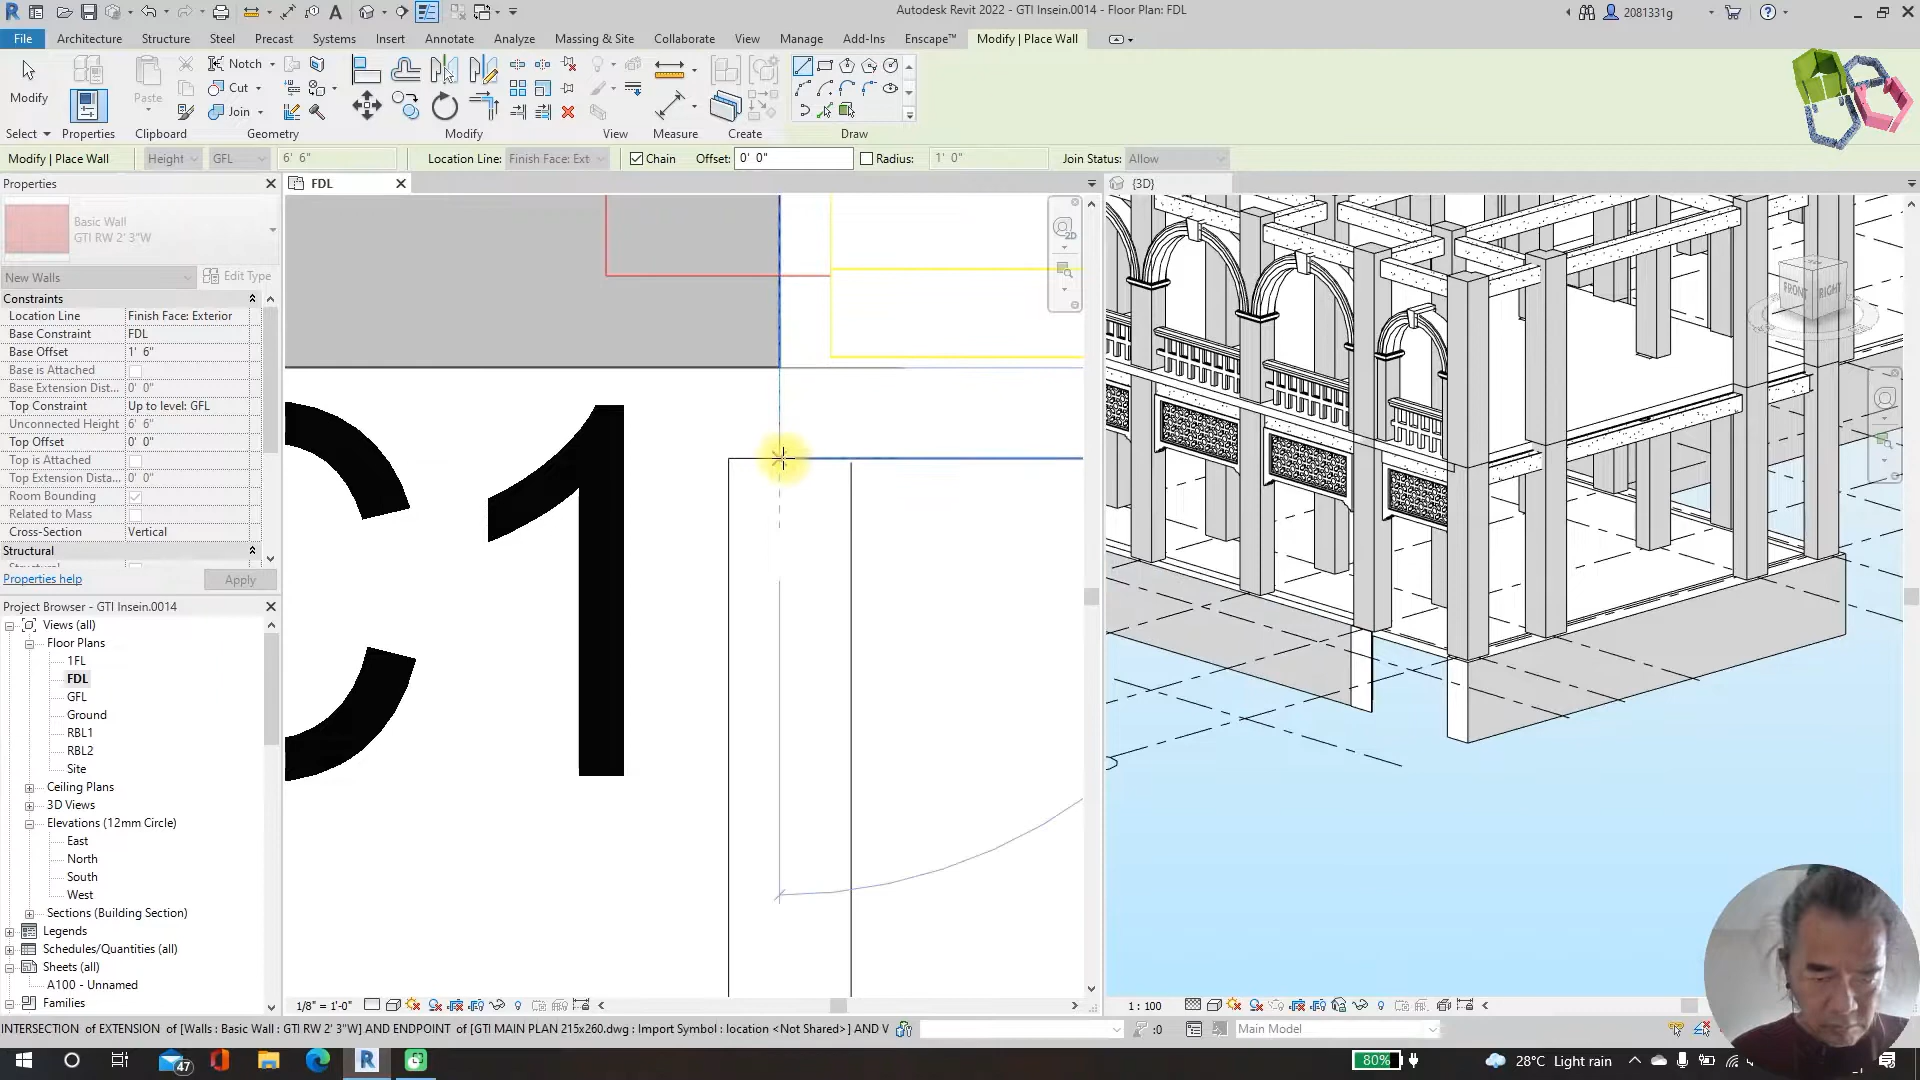 Autodesk Revit 2022 - GTI Insein.0014 - Floor Plan: FDL
2081331g
File Architecture Structure Steel Precast Systems Insert Annotate Analyze Massing & Site Collaborate View Manage Add-Ins Enscape™ Modify | Place Wall
Modify
Paste
Notch
Cut
Join
Select Properties Clipboard Geometry Modify View Measure Create Draw
Modify | Place Wall Height GFL 6' 6" Location Line: Finish Face: Ext Chain Offset: 0' 0" Radius: 1' 0" Join Status: Allow
Properties
FDL
{3D}
Basic Wall
GTI RW 2' 3"W
New Walls Edit Type
Constraints
Location Line Finish Face: Exterior
Base Constraint FDL
Base Offset 1' 6"
Base is Attached
Base Extension Dist... 0' 0"
Top Constraint Up to level: GFL
Unconnected Height 6' 6"
Top Offset 0' 0"
Top is Attached
Top Extension Dista... 0' 0"
Room Bounding
Related to Mass
Cross-Section Vertical
Structural
Properties help Apply
Project Browser - GTI Insein.0014
Views (all)
Floor Plans
1FL
FDL
GFL
Ground
RBL1
RBL2
Site
Ceiling Plans
3D Views
Elevations (12mm Circle)
East
North
South
West
Sections (Building Section)
Legends
Schedules/Quantities (all)
Sheets (all)
A100 - Unnamed
Families
C1
2D
FRONT RIGHT
1/8" = 1'-0"
1 : 100
INTERSECTION of EXTENSION of [Walls : Basic Wall : GTI RW 2' 3"W] AND ENDPOINT of [GTI MAIN PLAN 215x260.dwg : Import Symbol : location <Not Shared>] AND V
:0
Main Model
47
80%
28°C Light rain